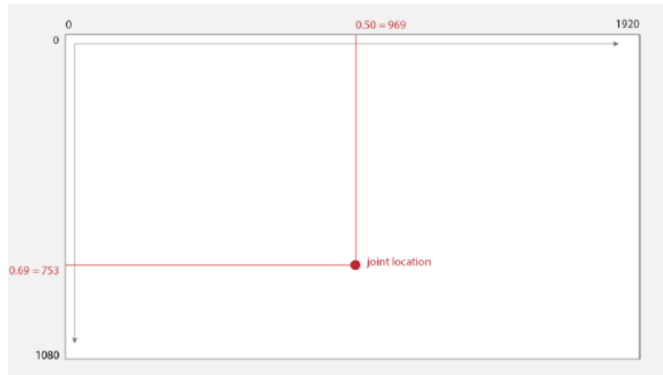 0 0.50 = 969 1920
0
joint location
0.69 = 753
1080